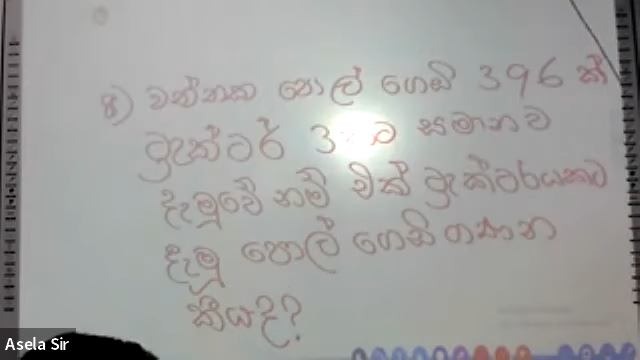 8) වත්තක පොල් ගෙඩි 396 ක්
ට්‍රැක්ටර් 3 ට සමානව
දැමුවේ නම් එක් ට්‍රැක්ටරයකට
දැමූ පොල් ගෙඩි ගණන
කීයද?
Asela Sir